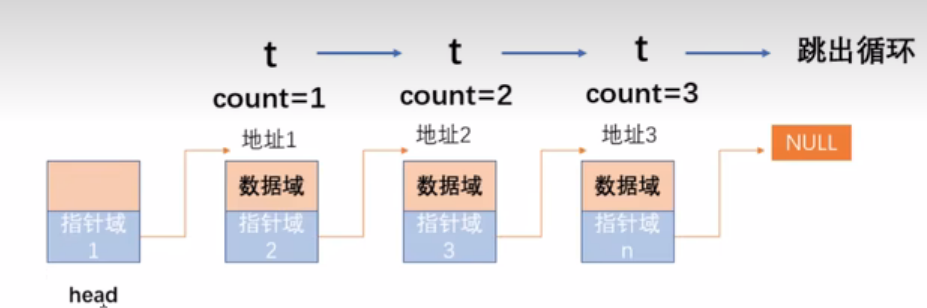 t t t 跳出循环
count=1 count=2 count=3
地址1 地址2 地址3 NULL
数据域 数据域 数据域
指针域 指针域 指针域 指针域
1 2 3 n
head